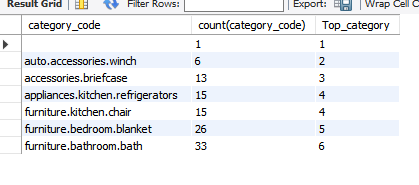 Result Grid Filter Rows: Export: Wrap Cell C
category_code count(category_code) Top_category
1 1
auto.accessories.winch 6 2
accessories.briefcase 13 3
appliances.kitchen.refrigerators 15 4
furniture.kitchen.chair 15 4
furniture.bedroom.blanket 26 5
furniture.bathroom.bath 33 6